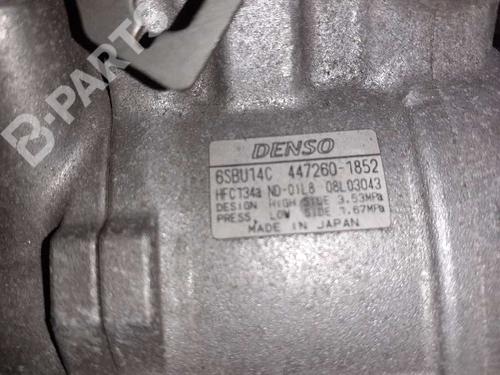 B-PARTS
DENSO
6SBU14C 447260-1852
HFC134a ND-OIL8 08L03043
DESIGN HIGH SIDE 3.53MPa
PRESS, LOW SIDE 1.67MPa
MADE IN JAPAN